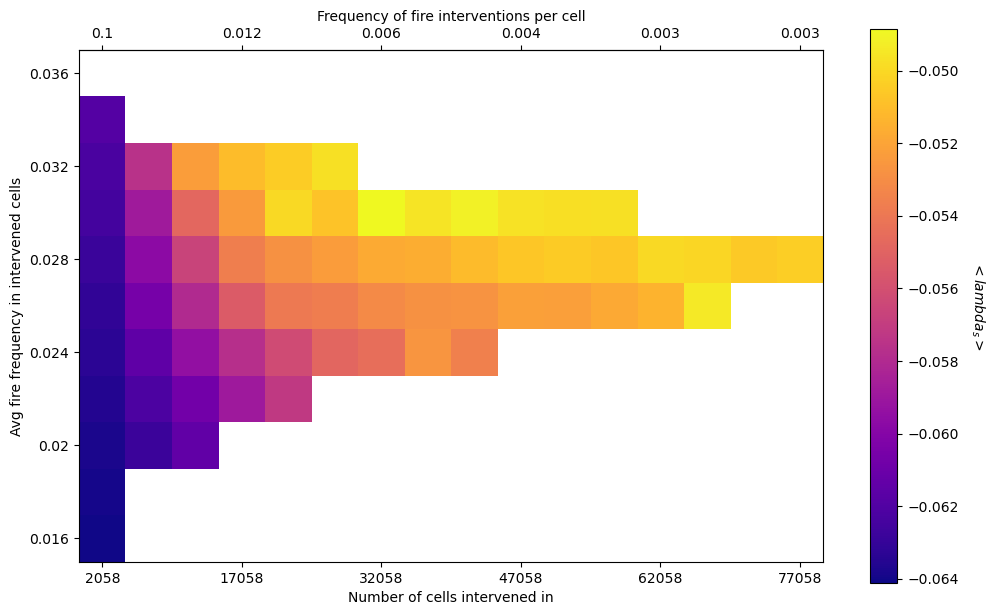 Frequency of fire interventions per cell
0.1 0.012 0.006 0.004 0.003 0.003
0.036
0.032
0.028
0.024
0.02
0.016
Avg fire frequency in intervened cells
2058 17058 32058 47058 62058 77058
Number of cells intervened in
−0.050
−0.052
−0.054
−0.056
−0.058
−0.060
−0.062
−0.064
<lambda_s>